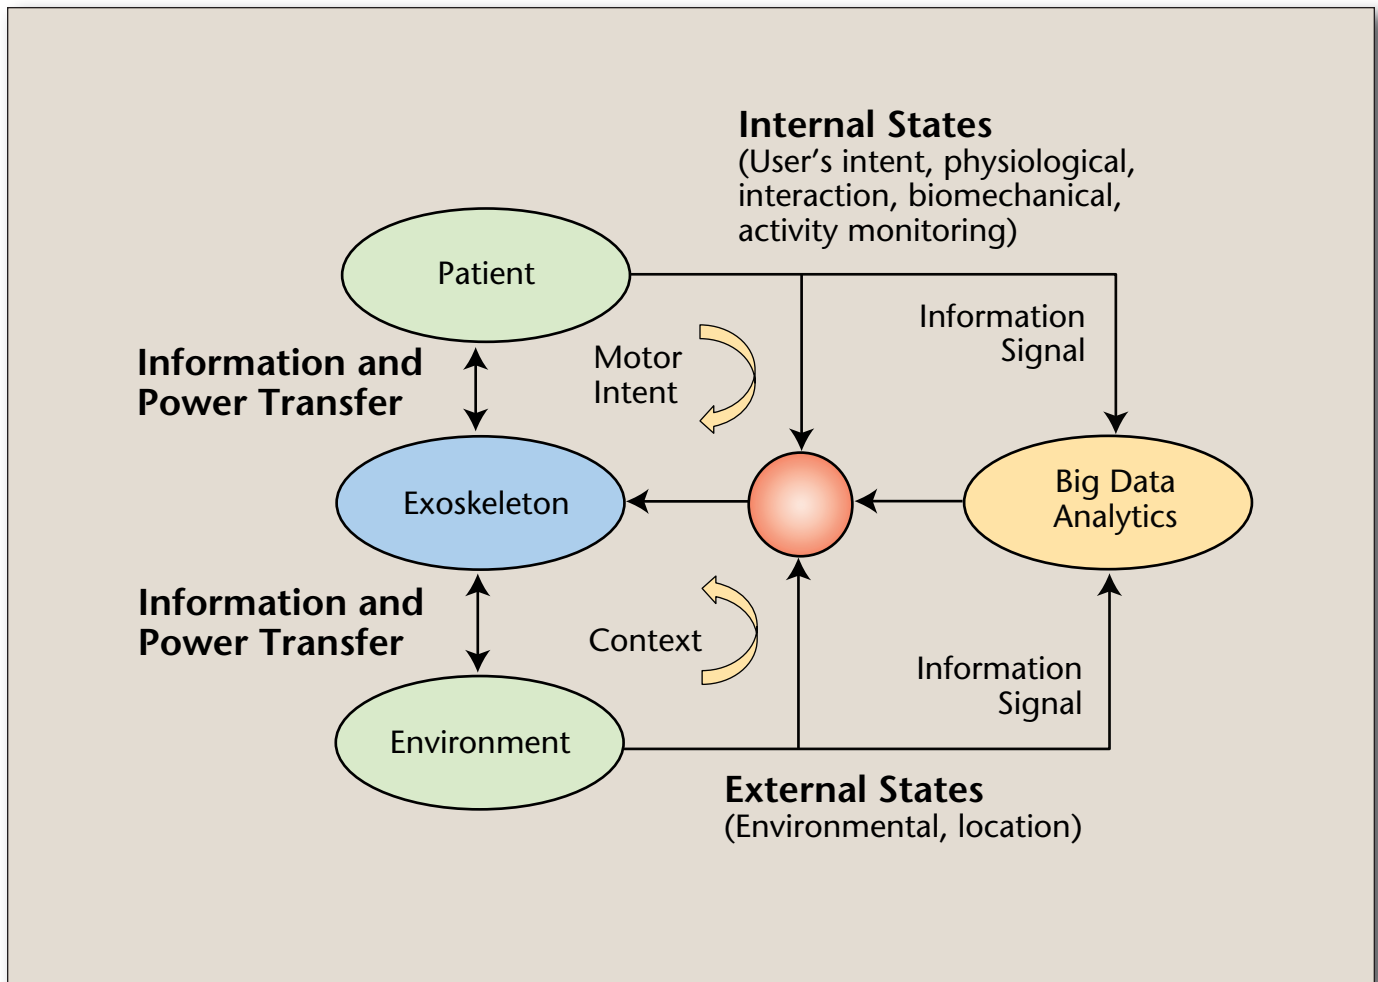 Internal States
(User’s intent, physiological,
interaction, biomechanical,
activity monitoring)
Patient
Information
Signal
Information and
Power Transfer
Motor
Intent
Exoskeleton
Big Data
Analytics
Information and
Power Transfer
Context
Information
Signal
Environment
External States
(Environmental, location)